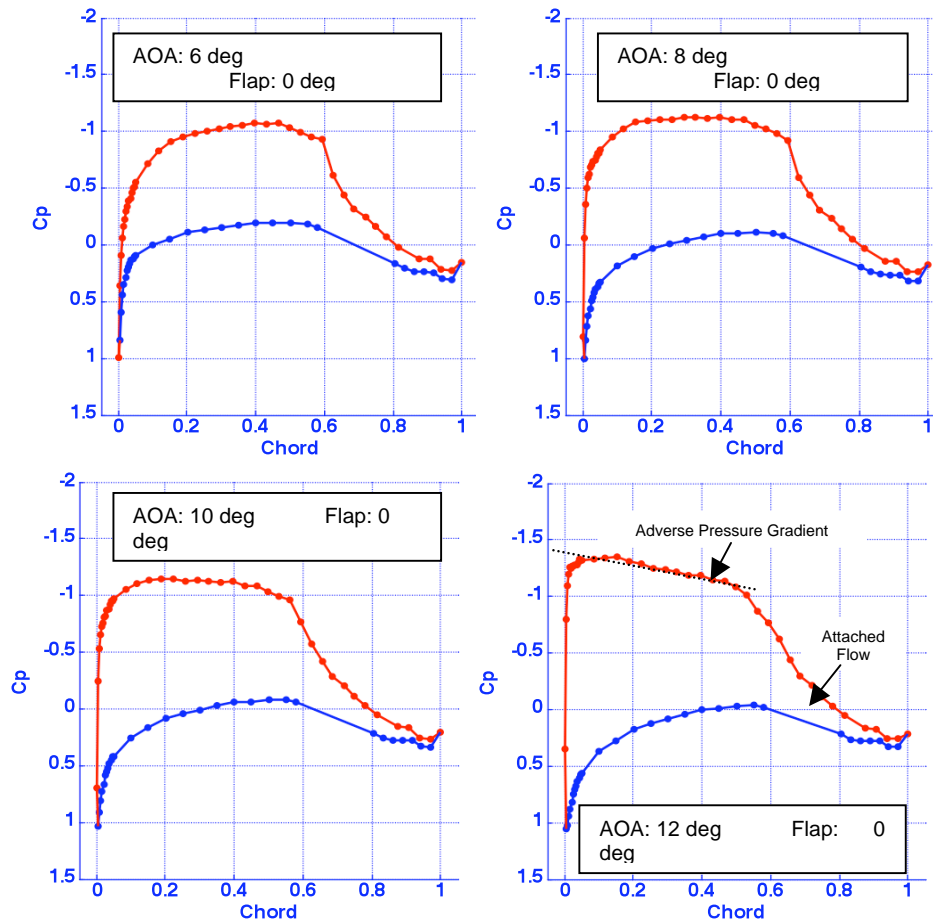 -2
-1.5
-1
-0.5
0
0.5
1
1.5
Cp
AOA: 6 deg
Flap: 0 deg
0 0.2 0.4 0.6 0.8 1
Chord
-2
-1.5
-1
-0.5
0
0.5
1
1.5
Cp
AOA: 8 deg
Flap: 0 deg
0 0.2 0.4 0.6 0.8 1
Chord
-2
-1.5
-1
-0.5
0
0.5
1
1.5
Cp
AOA: 10 deg Flap: 0
deg
0 0.2 0.4 0.6 0.8 1
Chord
-2
-1.5
-1
-0.5
0
0.5
1
1.5
Cp
Adverse Pressure Gradient
Attached
Flow
AOA: 12 deg Flap: 0
deg
0 0.2 0.4 0.6 0.8 1
Chord